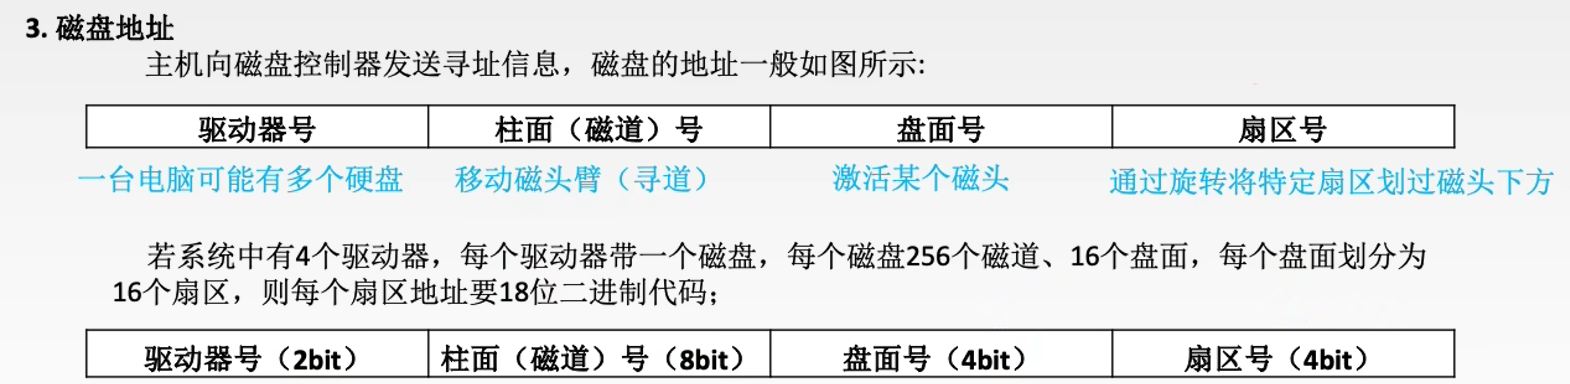 3. 磁盘地址
主机向磁盘控制器发送寻址信息，磁盘的地址一般如图所示:
驱动器号 柱面（磁道）号 盘面号 扇区号
一台电脑可能有多个硬盘 移动磁头臂（寻道） 激活某个磁头 通过旋转将特定扇区划过磁头下方
若系统中有4个驱动器，每个驱动器带一个磁盘，每个磁盘256个磁道、16个盘面，每个盘面划分为
16个扇区，则每个扇区地址要18位二进制代码；
驱动器号（2bit） 柱面（磁道）号（8bit） 盘面号（4bit） 扇区号（4bit）